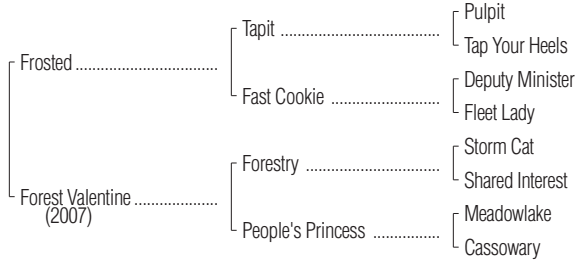 Pulpit
Tapit ................................
Tap Your Heels
Frosted ..................................
Deputy Minister
Fast Cookie ..........................
Fleet Lady
Storm Cat
Forestry ................................
Shared Interest
Forest Valentine ....................
(2007)
Meadowlake
People's Princess ................
Cassowary